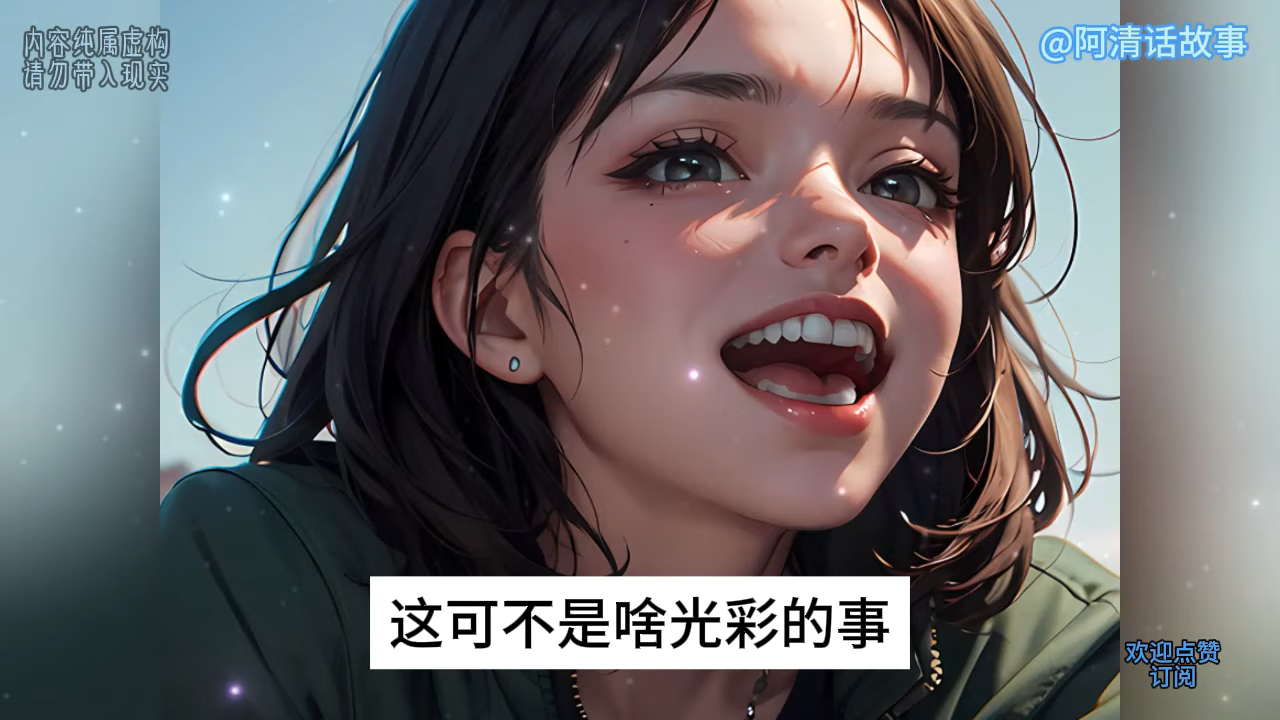 内容纯属虚构
请勿带入现实
@阿清话故事
这可不是啥光彩的事
欢迎点赞
订阅